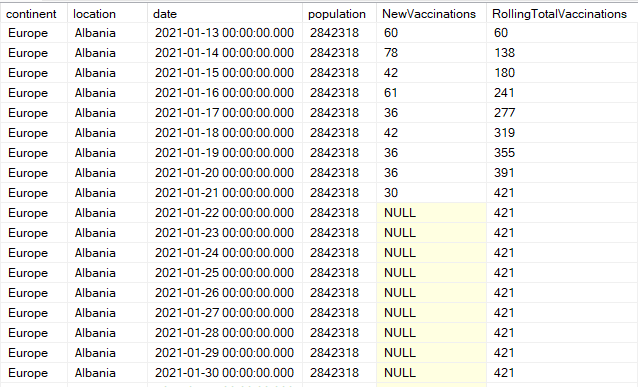 continent location date population NewVaccinations RollingTotalVaccinations
Europe Albania 2021-01-13 00:00:00.000 2842318 60 60
Europe Albania 2021-01-14 00:00:00.000 2842318 78 138
Europe Albania 2021-01-15 00:00:00.000 2842318 42 180
Europe Albania 2021-01-16 00:00:00.000 2842318 61 241
Europe Albania 2021-01-17 00:00:00.000 2842318 36 277
Europe Albania 2021-01-18 00:00:00.000 2842318 42 319
Europe Albania 2021-01-19 00:00:00.000 2842318 36 355
Europe Albania 2021-01-20 00:00:00.000 2842318 36 391
Europe Albania 2021-01-21 00:00:00.000 2842318 30 421
Europe Albania 2021-01-22 00:00:00.000 2842318 NULL 421
Europe Albania 2021-01-23 00:00:00.000 2842318 NULL 421
Europe Albania 2021-01-24 00:00:00.000 2842318 NULL 421
Europe Albania 2021-01-25 00:00:00.000 2842318 NULL 421
Europe Albania 2021-01-26 00:00:00.000 2842318 NULL 421
Europe Albania 2021-01-27 00:00:00.000 2842318 NULL 421
Europe Albania 2021-01-28 00:00:00.000 2842318 NULL 421
Europe Albania 2021-01-29 00:00:00.000 2842318 NULL 421
Europe Albania 2021-01-30 00:00:00.000 2842318 NULL 421